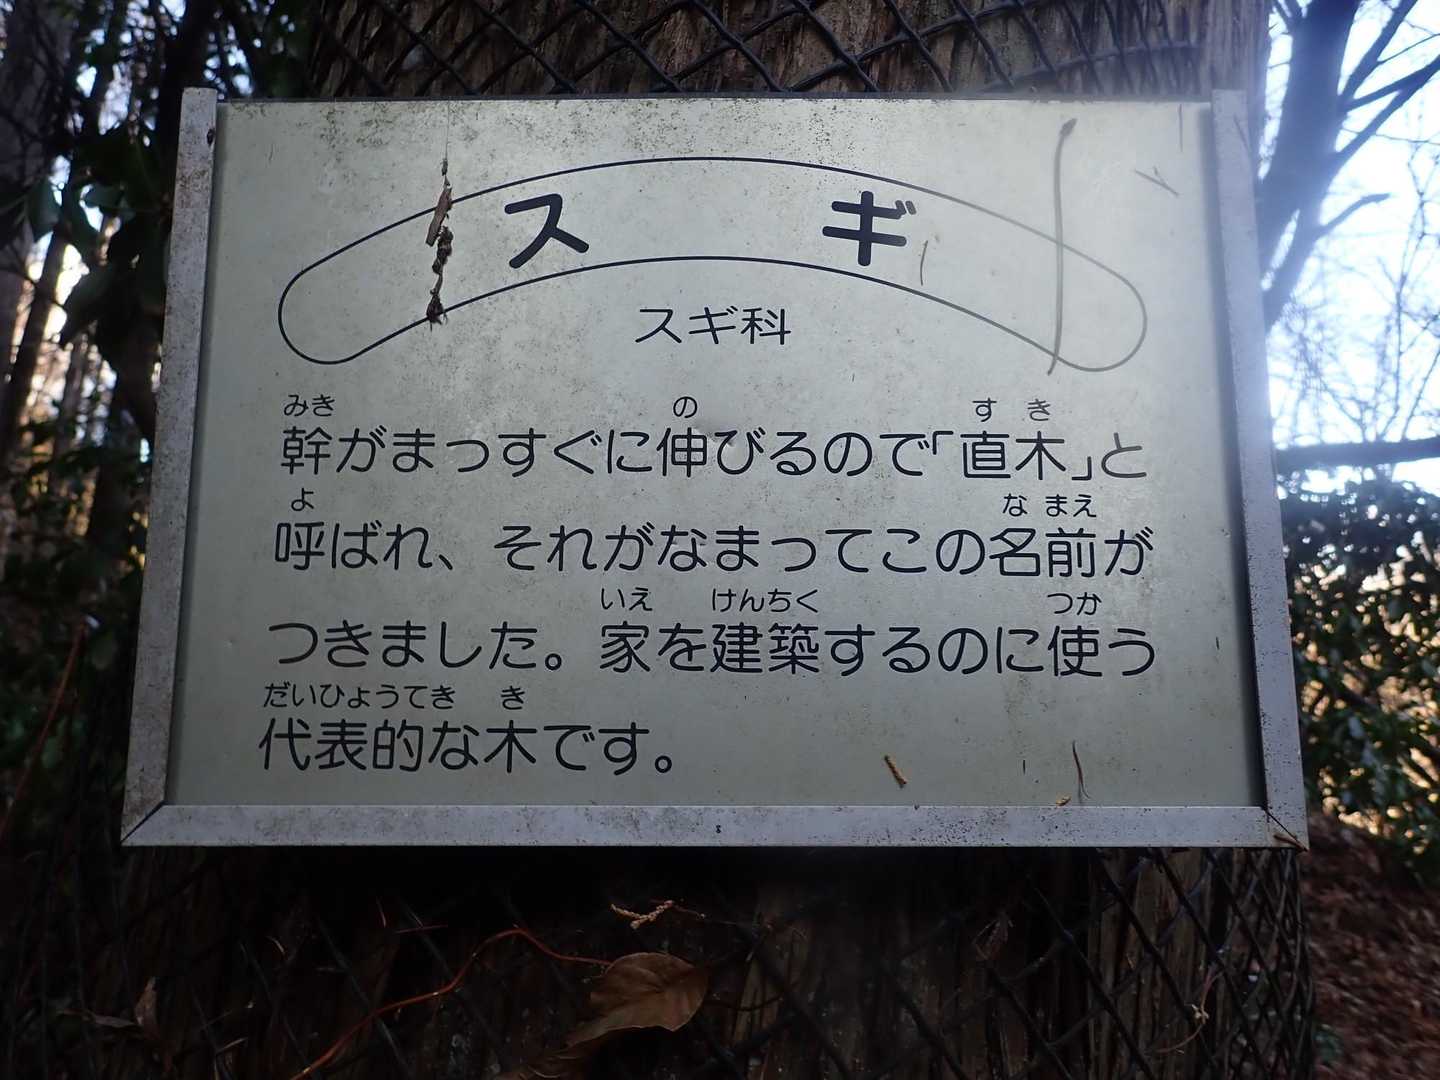 スギ
スギ科
みき の すき
幹がまっすぐに伸びるので「直木」と
よ なまえ
呼ばれ、それがなまってこの名前が
いえ けんちく つか
つきました。家を建築するのに使う
だいひょうてき き
代表的な木です。